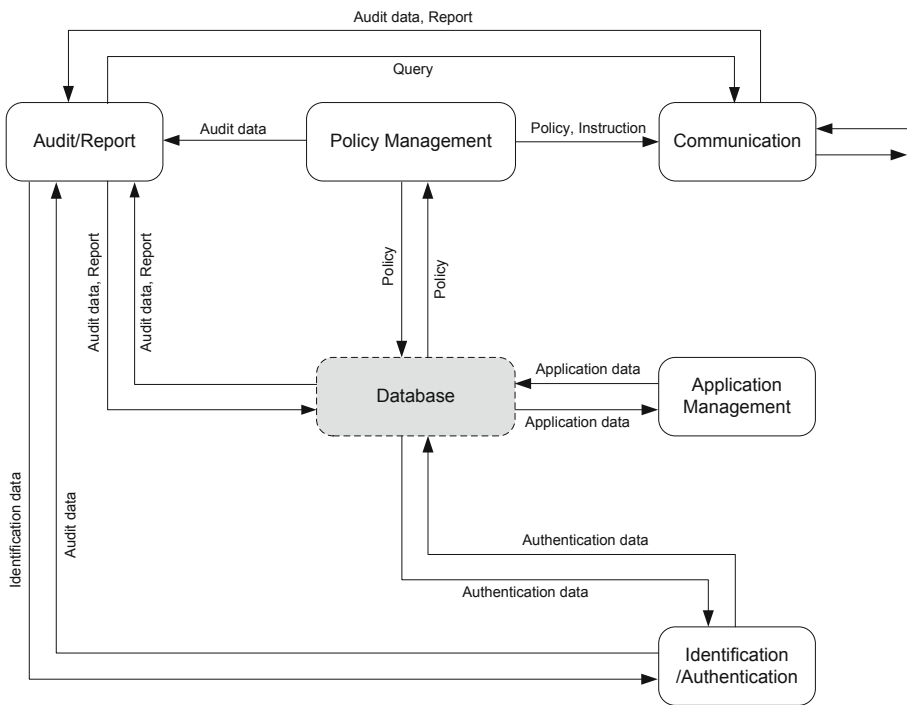 Audit data, Report
Query
Audit/Report
Audit data
Policy Management
Policy, Instruction
Communication
Audit data, Report
Audit data, Report
Policy
Policy
Database
Application data
Application data
Application
Management
Identification data
Audit data
Authentication data
Authentication data
Identification
/Authentication